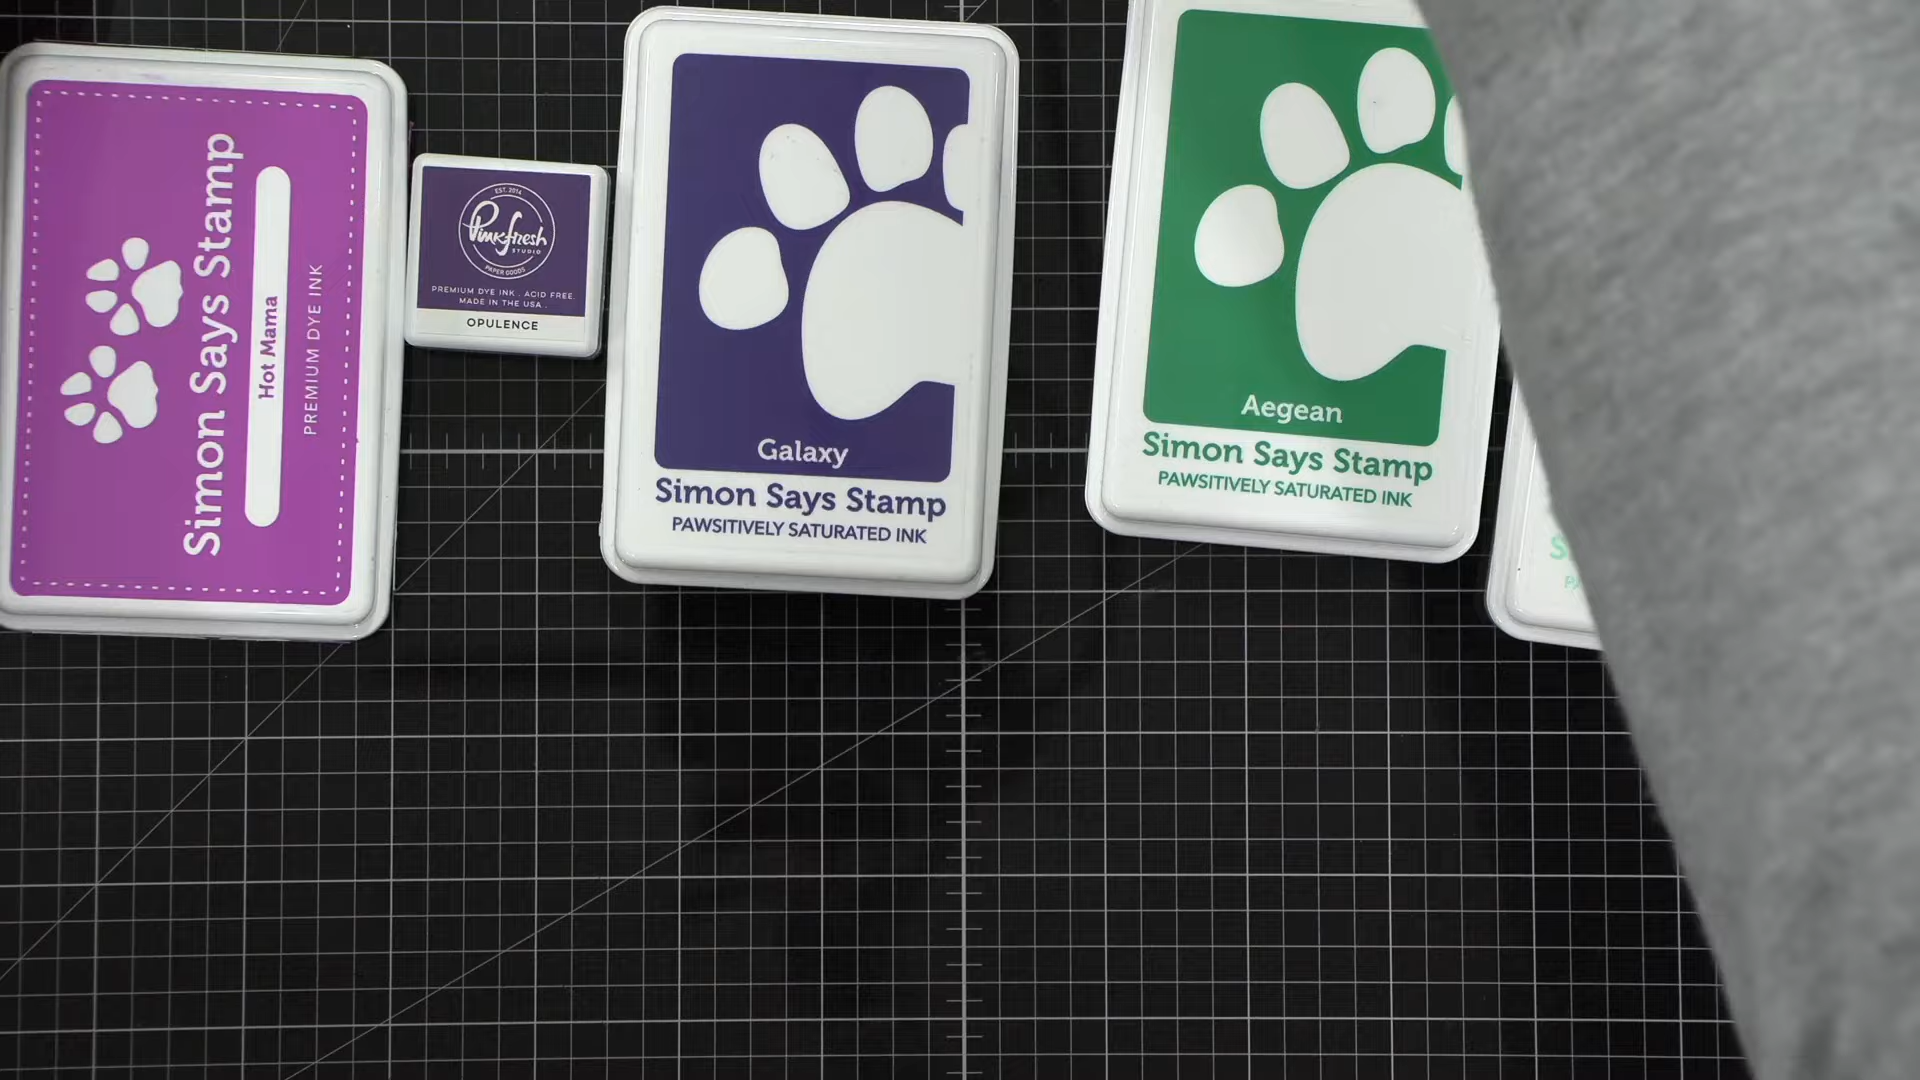 Simon Says Stamp
Hot Mama
PREMIUM DYE INK
EST. 2014
Pinkfresh
STUDIO
PAPER GOODS
PREMIUM DYE INK . ACID FREE.
MADE IN THE USA.
OPULENCE
Galaxy
Simon Says Stamp
PAWSITIVELY SATURATED INK
Aegean
Simon Says Stamp
PAWSITIVELY SATURATED INK